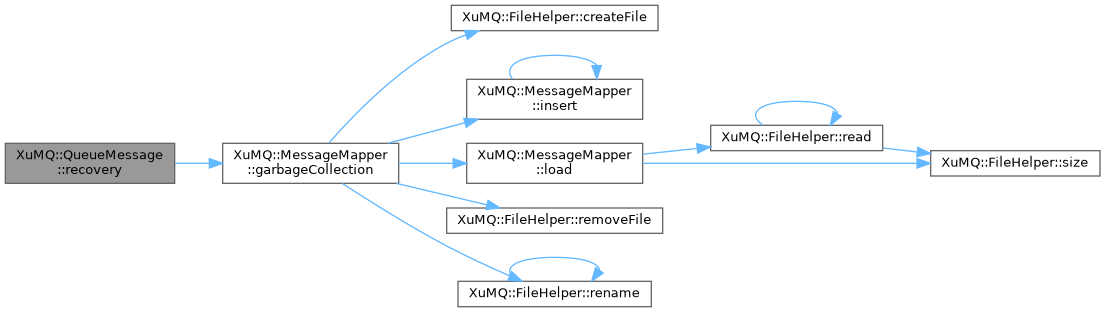 XuMQ::QueueMessage
::recovery
XuMQ::MessageMapper
::garbageCollection
XuMQ::FileHelper::createFile
XuMQ::MessageMapper
::insert
XuMQ::MessageMapper
::load
XuMQ::FileHelper::read
XuMQ::FileHelper::size
XuMQ::FileHelper::removeFile
XuMQ::FileHelper::rename